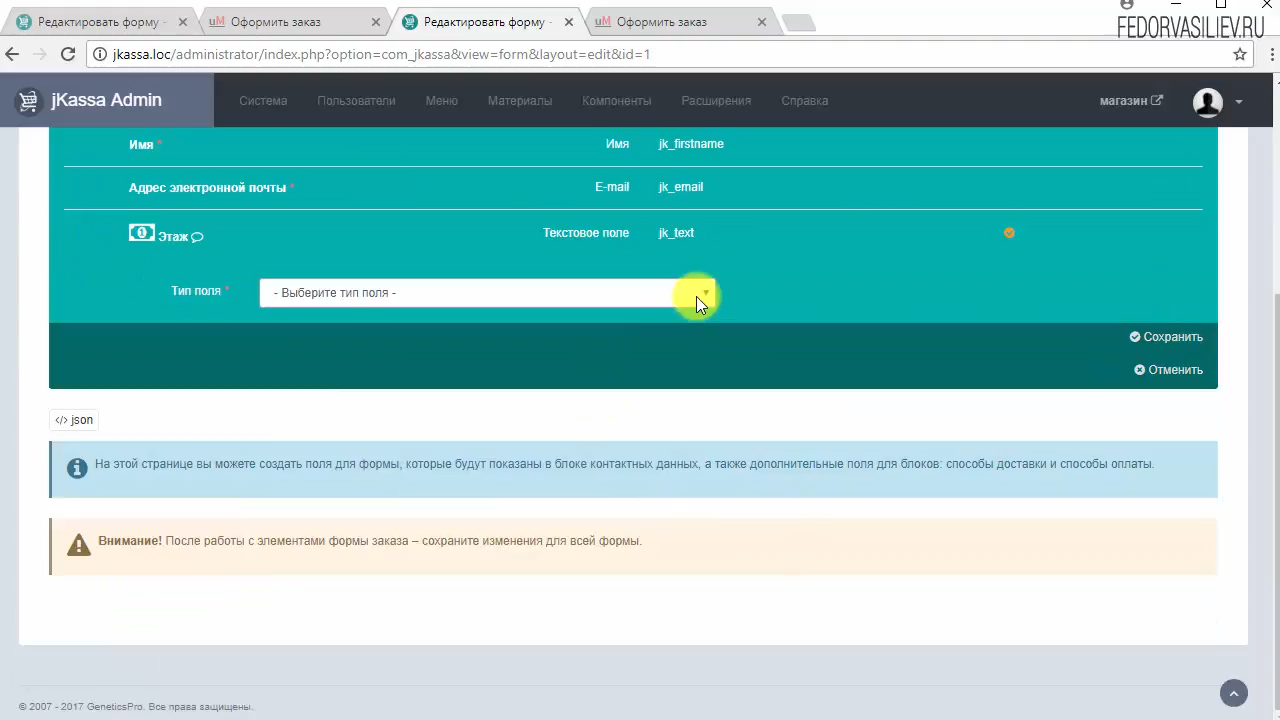 Редактировать форму -
Оформить заказ
Редактировать форму -
Оформить заказ
FEDORVASILIEV.RU
jkassa.loc/administrator/index.php?option=com_jkassa&view=form&layout=edit&id=1
jKassa Admin
Система
Пользователи
Меню
Материалы
Компоненты
Расширения
Справка
магазин
Имя *
Имя
jk_firstname
Адрес электронной почты *
E-mail
jk_email
Этаж
Текстовое поле
jk_text
Тип поля *
- Выберите тип поля -
Сохранить
Отменить
</> json
На этой странице вы можете создать поля для формы, которые будут показаны в блоке контактных данных, а также дополнительные поля для блоков: способы доставки и способы оплаты.
Внимание! После работы с элементами формы заказа – сохраните изменения для всей формы.
© 2007 - 2017 GeneticsPro. Все права защищены.